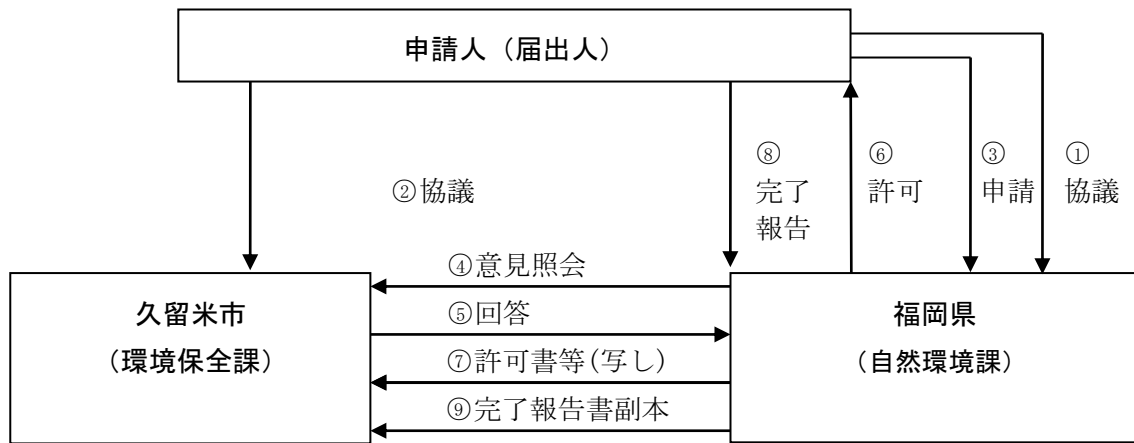 申請人（届出人）
⑧
完了
報告
⑥
許可
③
申請
①
協議
②協議
④意見照会
⑤回答
⑦許可書等(写し)
⑨完了報告書副本
久留米市
（環境保全課）
福岡県
（自然環境課）